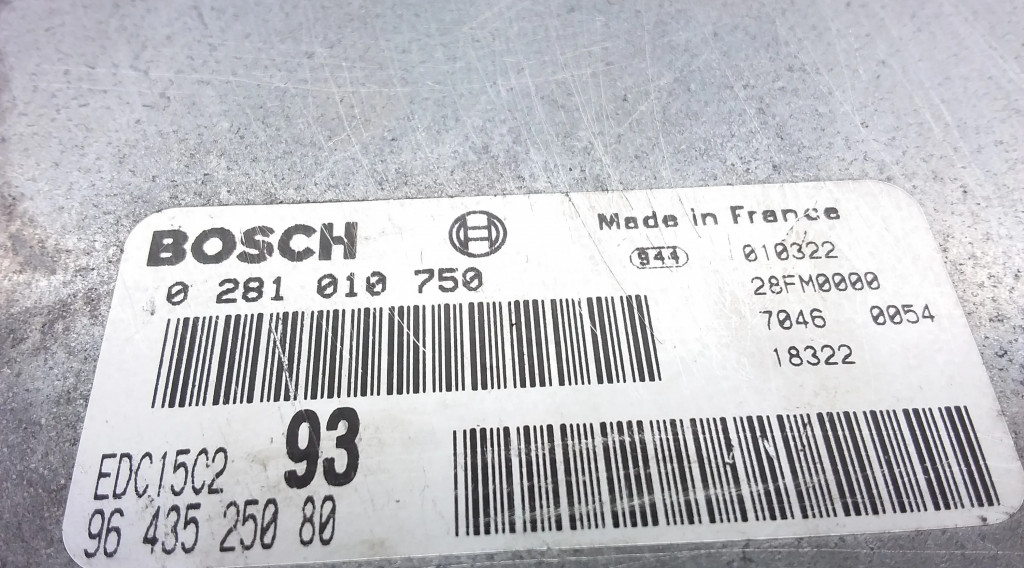 BOSCH
Made in France
944
010322
0 281 010 750
28FM0000
7046 0054
18322
93
EDC15C2
96 435 250 80